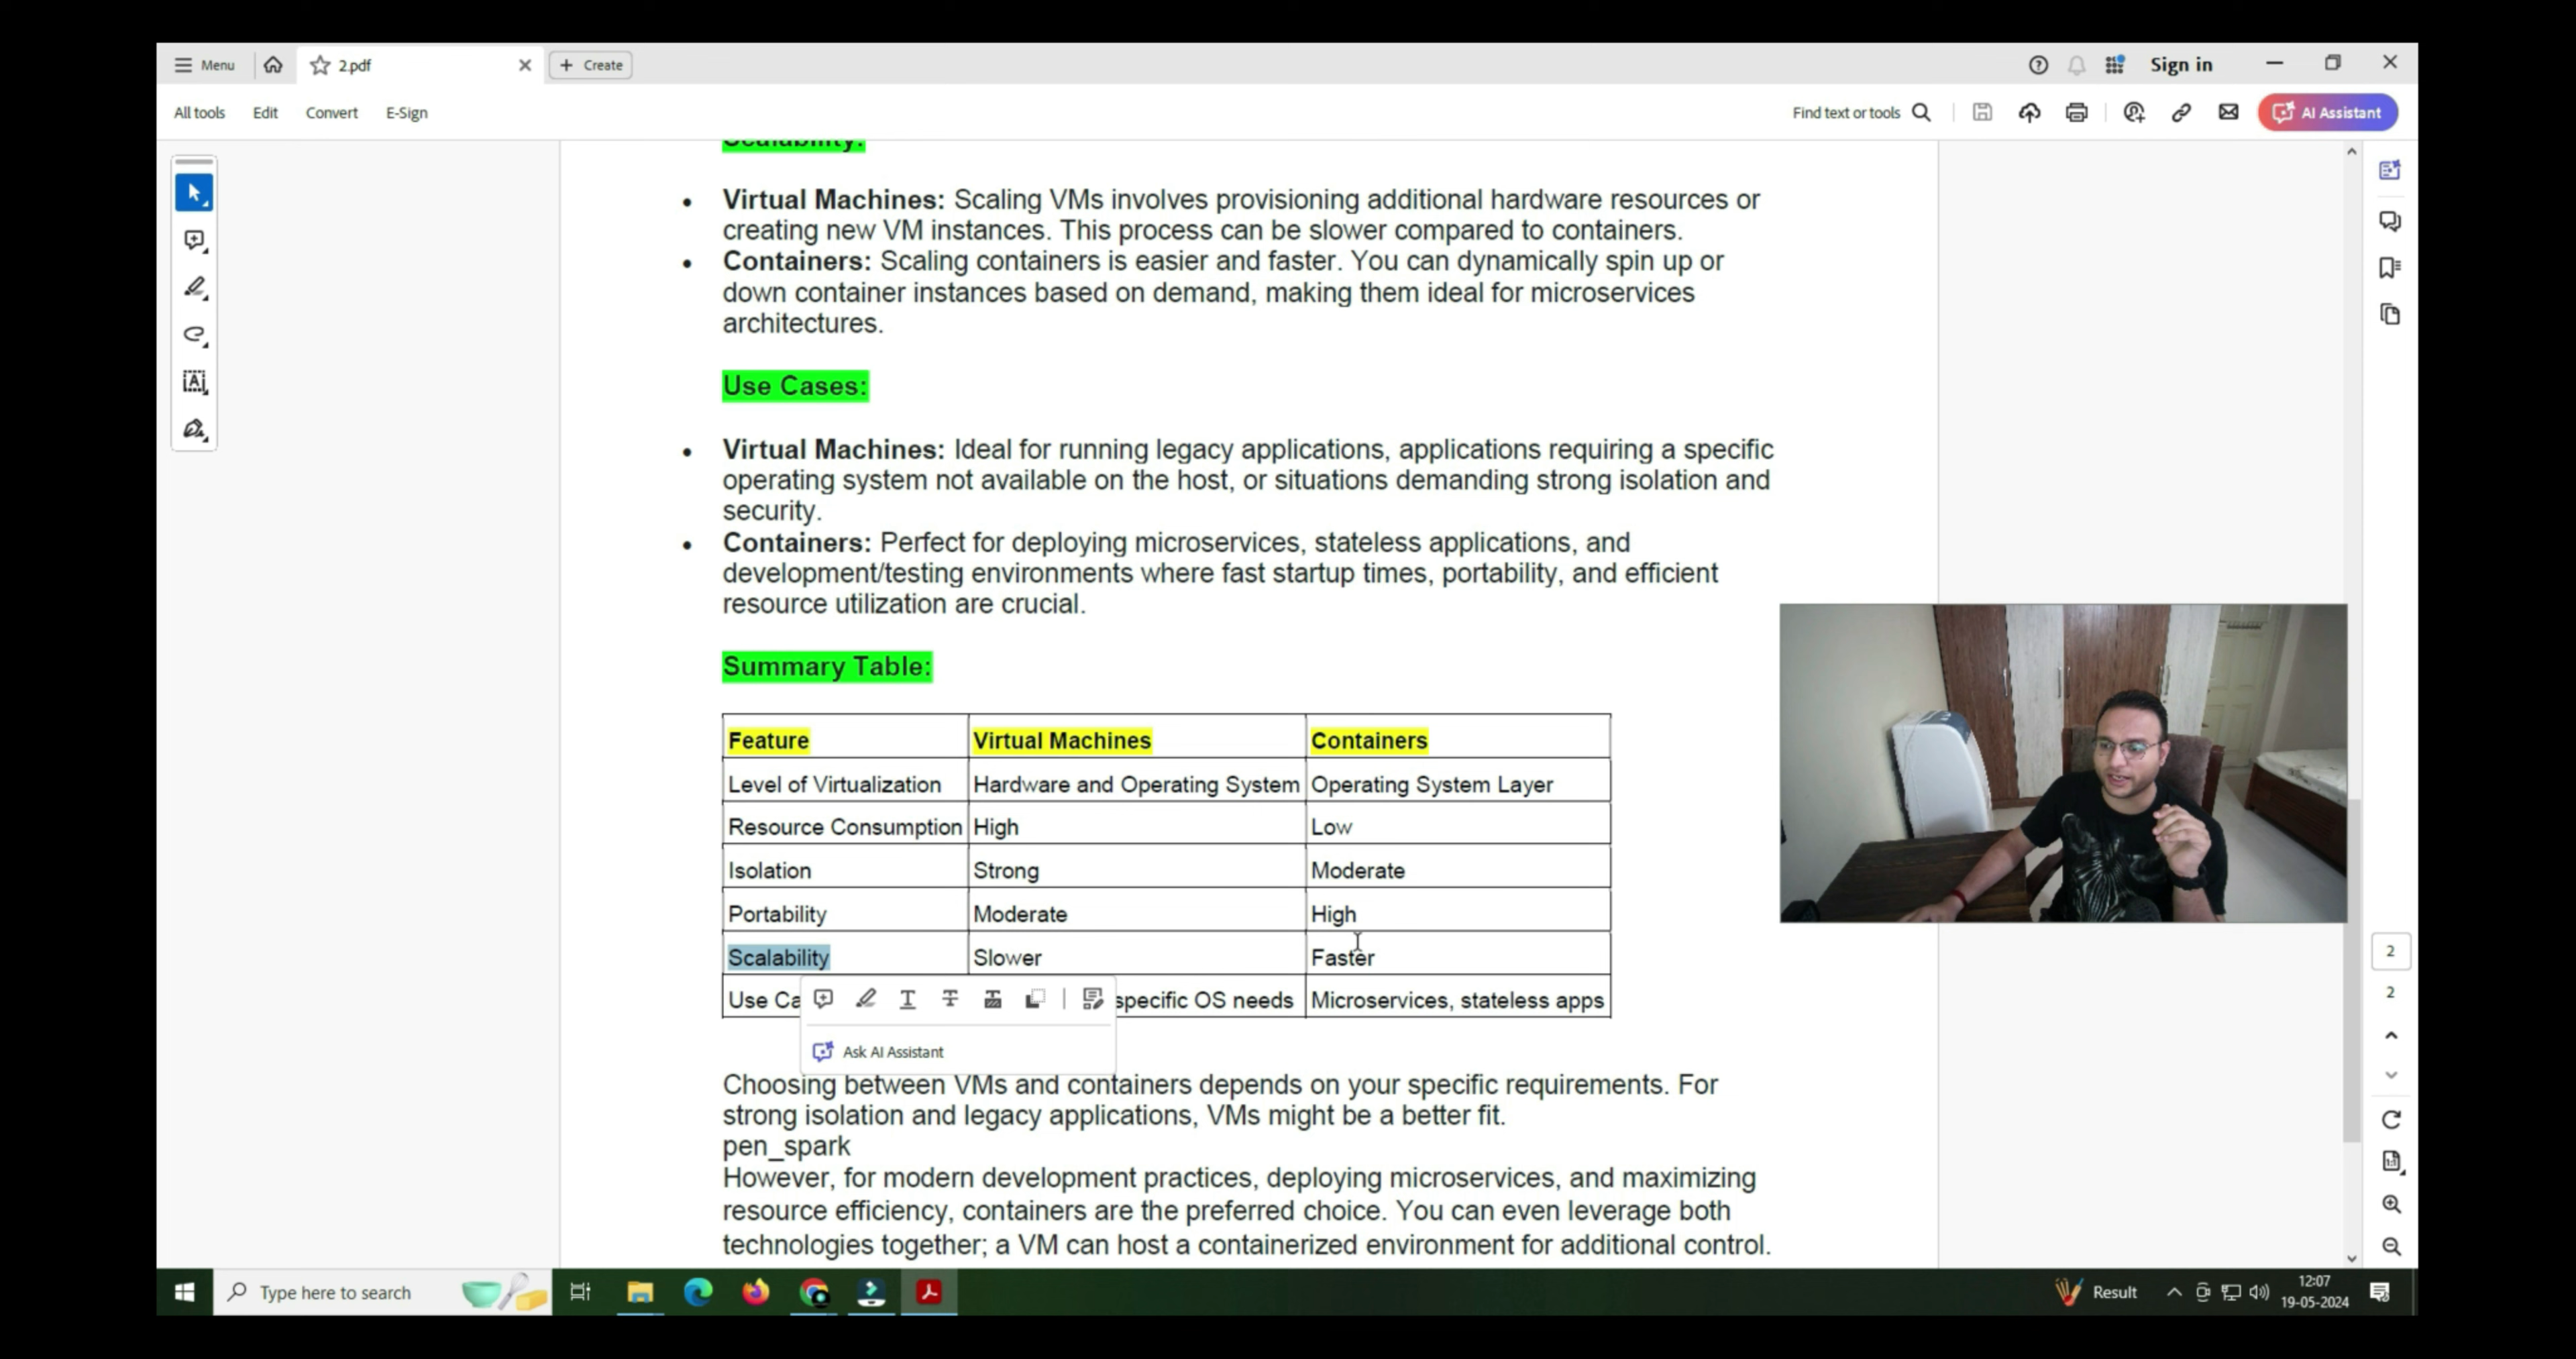 Menu
2.pdf
Create
Sign in
All tools
Edit
Convert
E-Sign
Find text or tools
AI Assistant
Scalability:
Virtual Machines: Scaling VMs involves provisioning additional hardware resources or
creating new VM instances. This process can be slower compared to containers.
Containers: Scaling containers is easier and faster. You can dynamically spin up or
down container instances based on demand, making them ideal for microservices
architectures.
Use Cases:
Virtual Machines: Ideal for running legacy applications, applications requiring a specific
operating system not available on the host, or situations demanding strong isolation and
security.
Containers: Perfect for deploying microservices, stateless applications, and
development/testing environments where fast startup times, portability, and efficient
resource utilization are crucial.
Summary Table:
Feature Virtual Machines Containers
Level of Virtualization Hardware and Operating System Operating System Layer
Resource Consumption High Low
Isolation Strong Moderate
Portability Moderate High
Scalability Slower Faster
Use Ca specific OS needs Microservices, stateless apps
Ask AI Assistant
Choosing between VMs and containers depends on your specific requirements. For
strong isolation and legacy applications, VMs might be a better fit.
pen_spark
However, for modern development practices, deploying microservices, and maximizing
resource efficiency, containers are the preferred choice. You can even leverage both
technologies together; a VM can host a containerized environment for additional control.
2
2
Type here to search
Result
12:07
19-05-2024